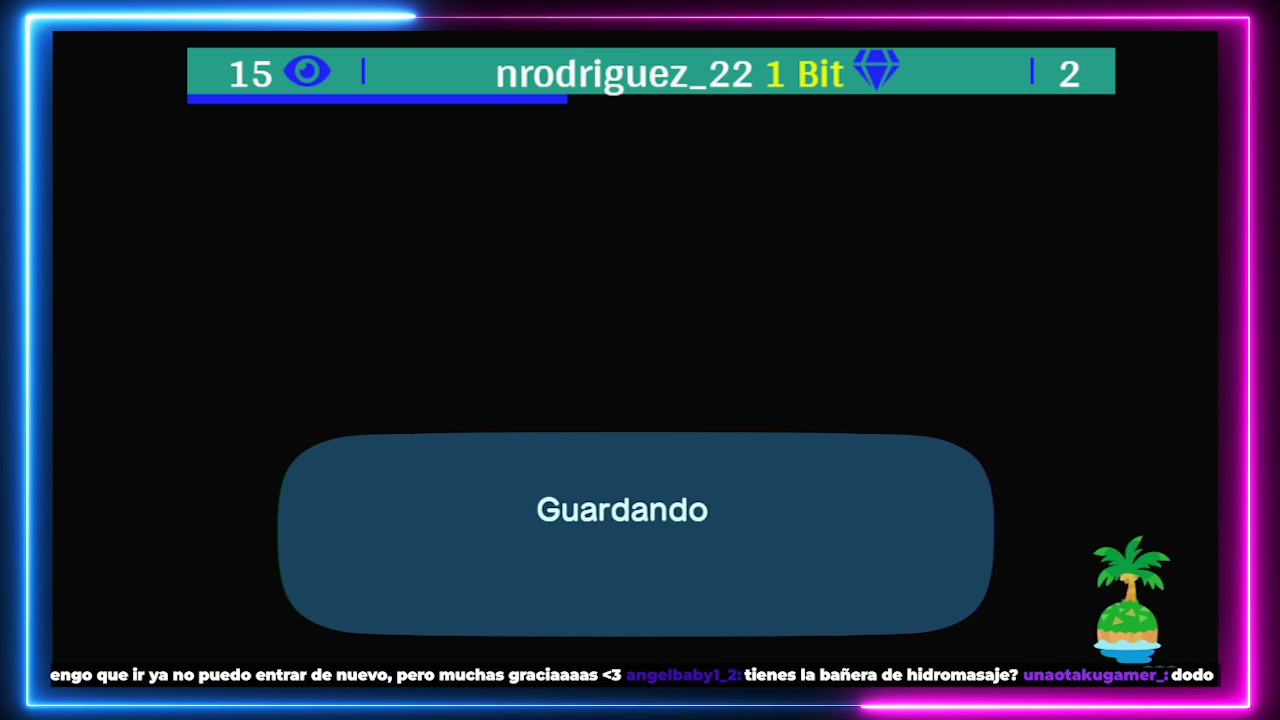 15 | nrodriguez_22 1 Bit | 2
Guardando
engo que ir ya no puedo entrar de nuevo, pero muchas graciaaaas <3 angelbaby1_2: tienes la bañera de hidromasaje? unaotakugamer_: dodo